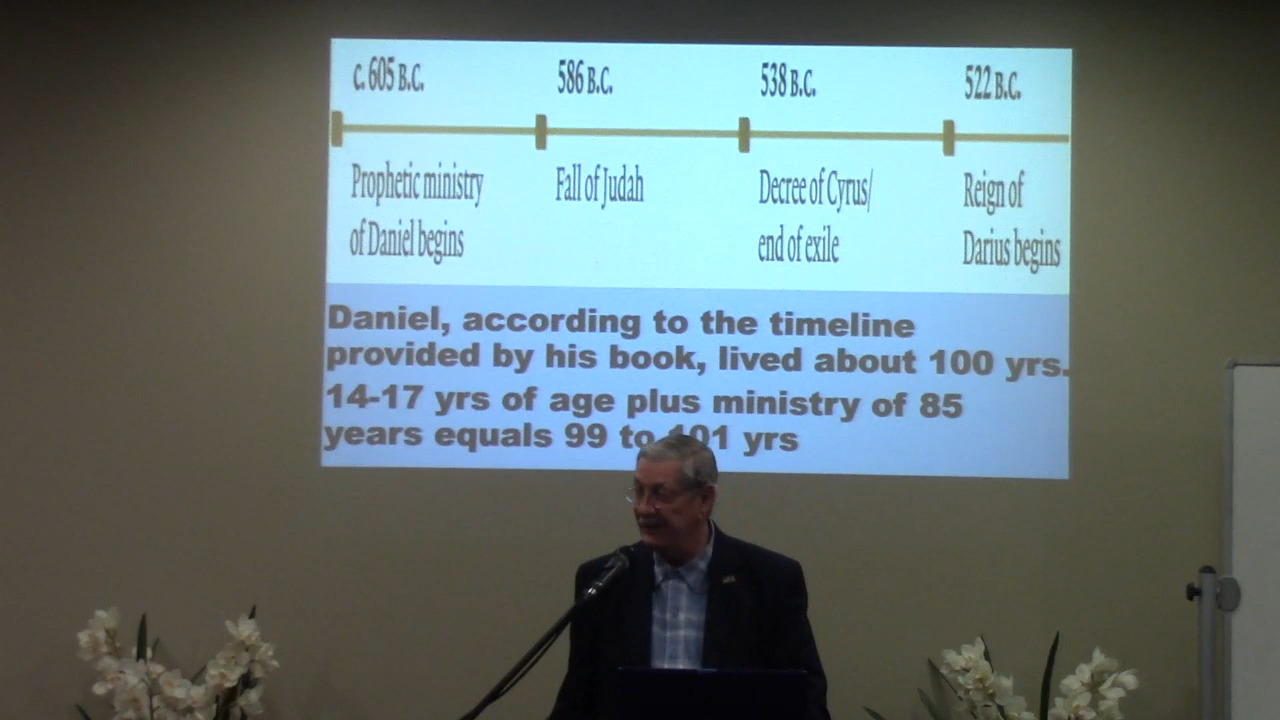 c. 605 B.C. 586 B.C. 538 B.C. 522 B.C.
Prophetic ministry Fall of Judah Decree of Cyrus/ Reign of
of Daniel begins end of exile Darius begins
Daniel, according to the timeline
provided by his book, lived about 100 yrs.
14-17 yrs of age plus ministry of 85
years equals 99 to 101 yrs